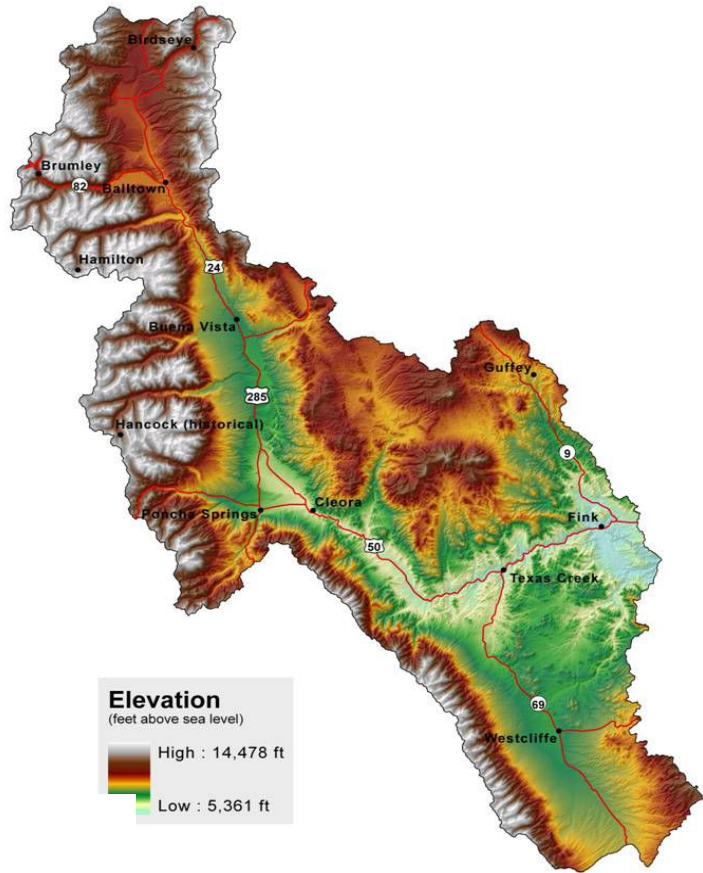 Birdseye
Brumley
82
Balltown
Hamilton
24
Buena Vista
Guffey
285
Hancock (historical)
9
Poncha Springs
Cleora
Fink
50
Texas Creek
69
Westcliffe
Elevation
(feet above sea level)
High : 14,478 ft
Low : 5,361 ft